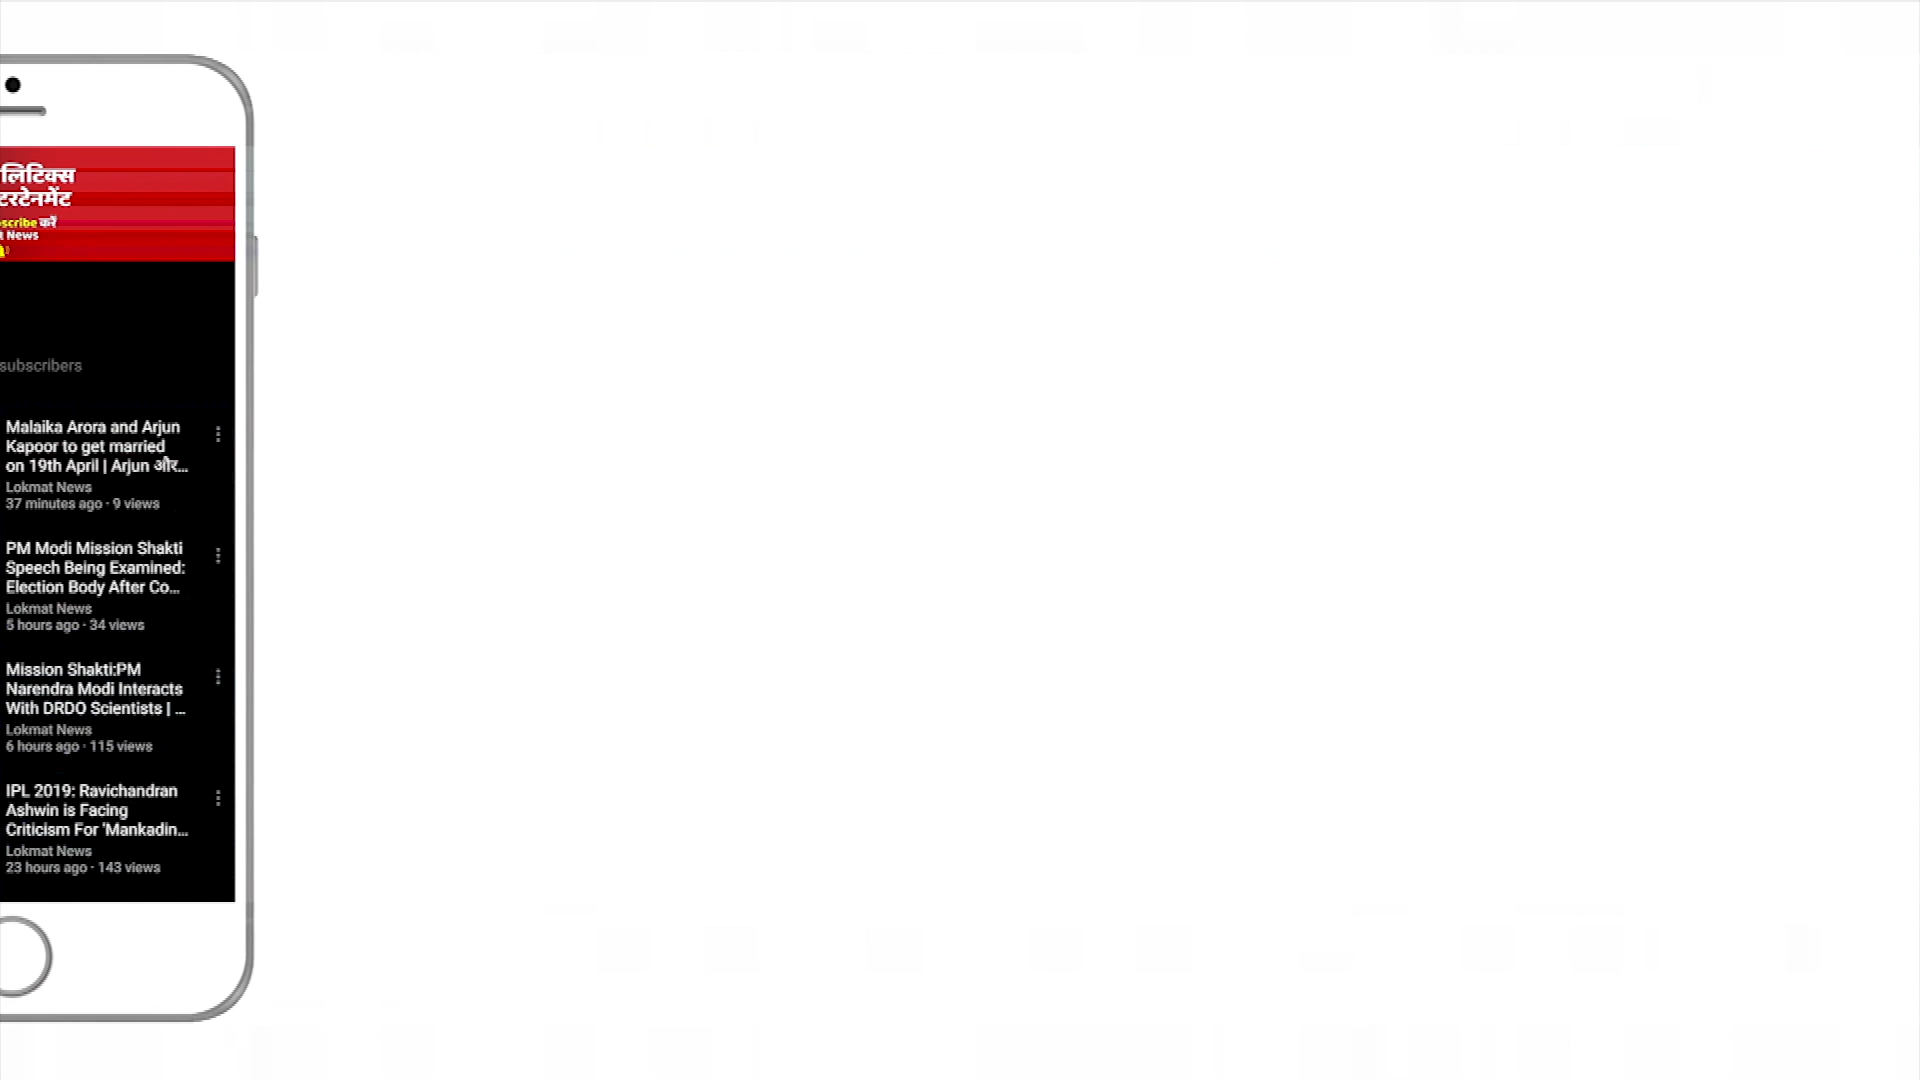 लिटिक्स
टरटेनमेंट
scribe करें
t News
subscribers
Malaika Arora and Arjun
Kapoor to get married
on 19th April | Arjun और...
Lokmat News
37 minutes ago · 9 views
PM Modi Mission Shakti
Speech Being Examined:
Election Body After Co...
Lokmat News
5 hours ago · 34 views
Mission Shakti:PM
Narendra Modi Interacts
With DRDO Scientists | ...
Lokmat News
6 hours ago · 115 views
IPL 2019: Ravichandran
Ashwin is Facing
Criticism For 'Mankadin...
Lokmat News
23 hours ago · 143 views